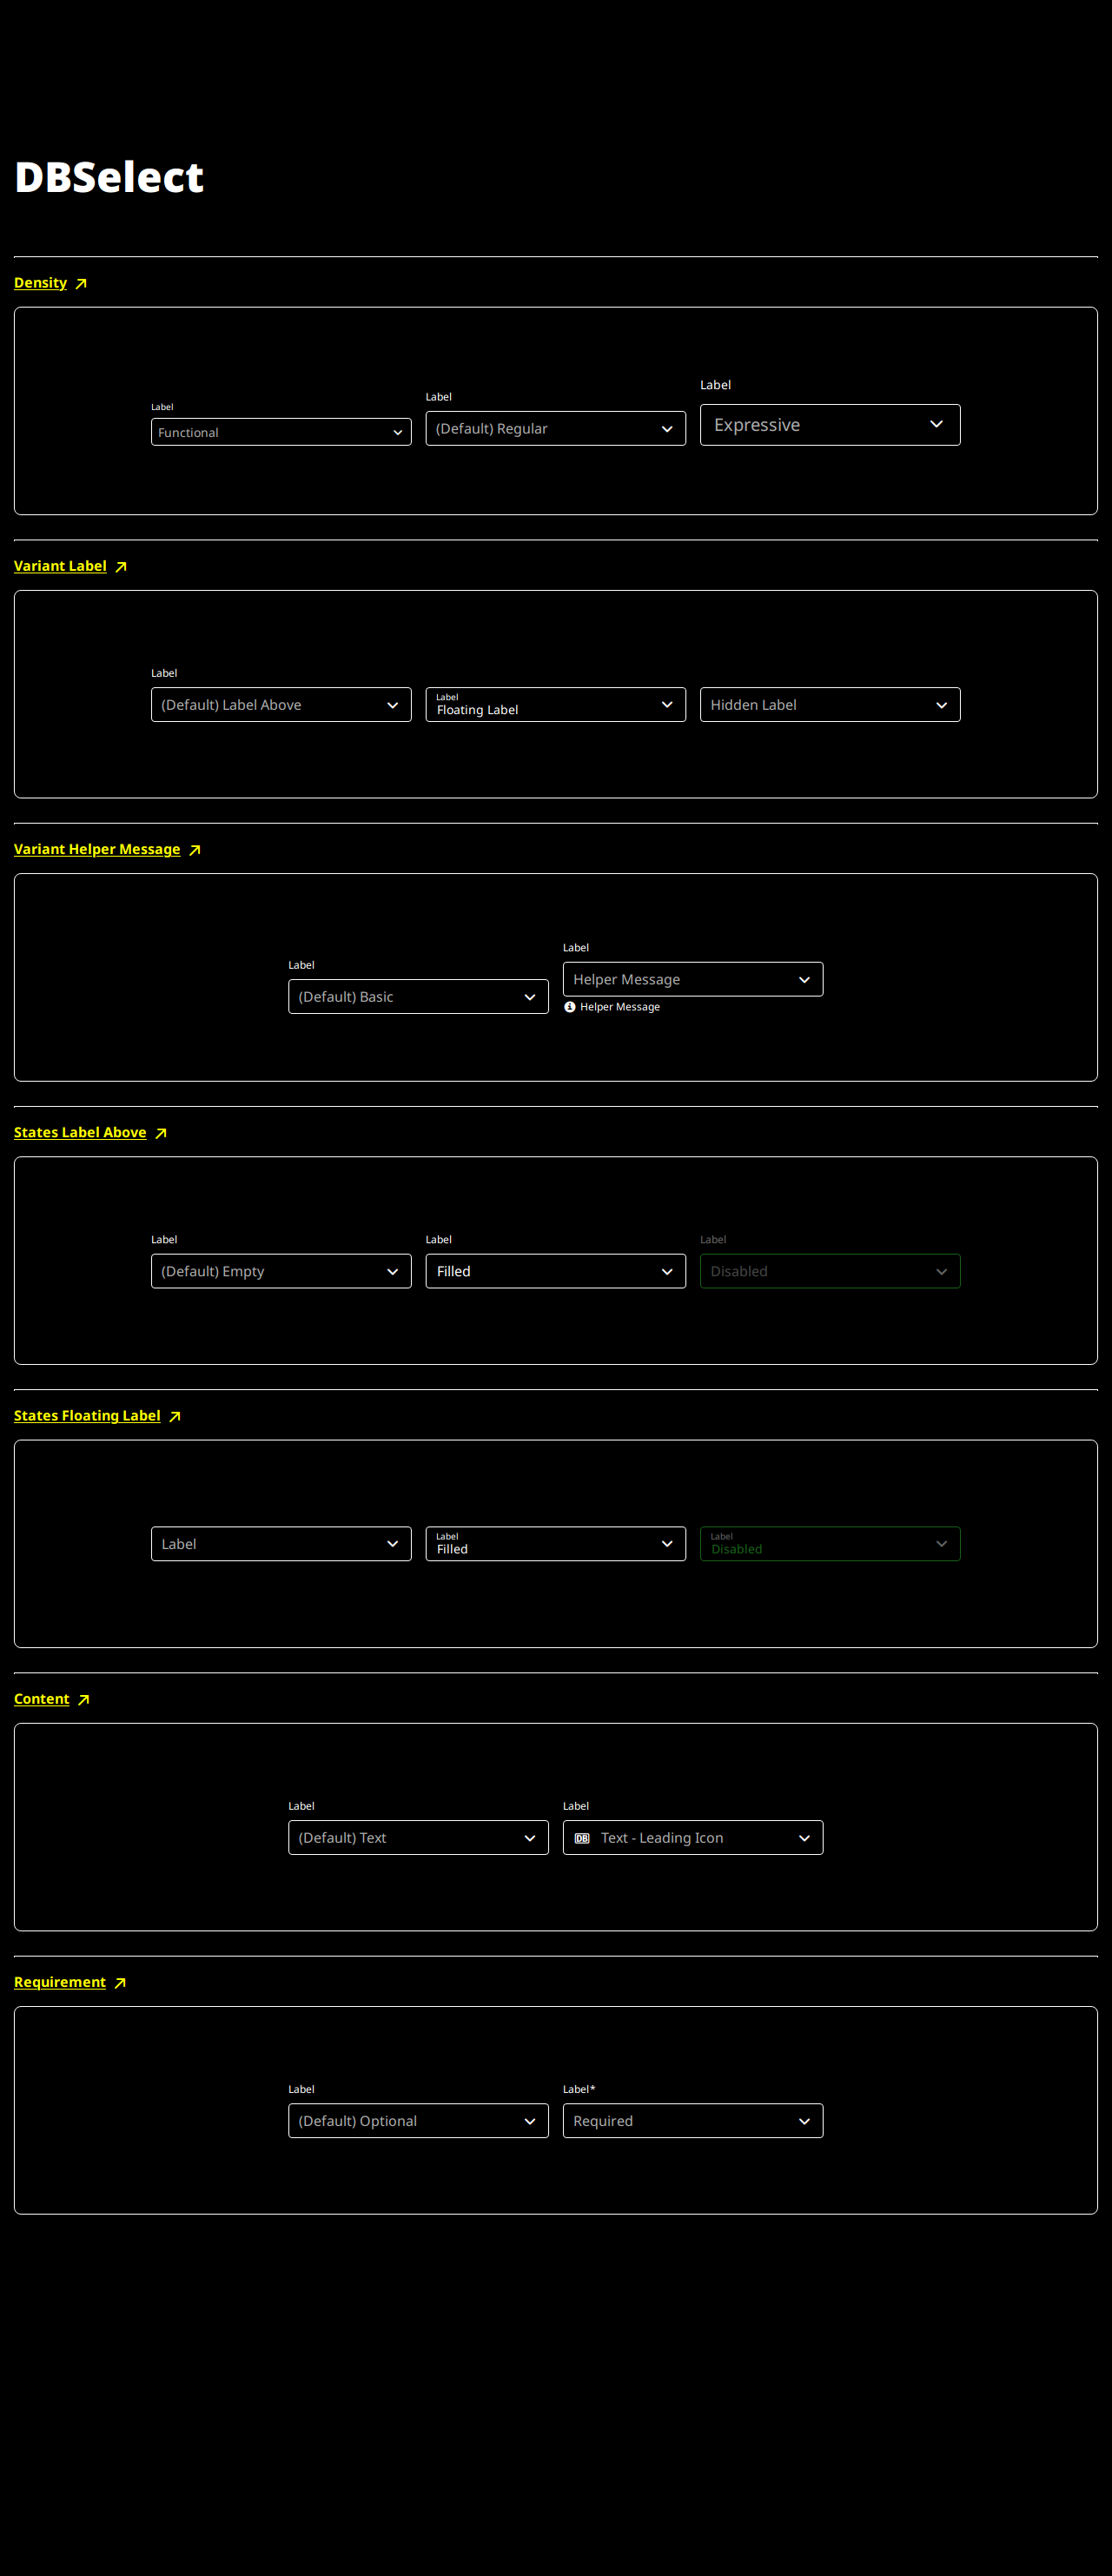 DBSelect
Density
Label
Label
Label
Functional
(Default) Regular
Expressive
Variant Label
Label
(Default) Label Above
Label
Floating Label
Hidden Label
Variant Helper Message
Label
Label
(Default) Basic
Helper Message
Helper Message
States Label Above
Label
Label
Label
(Default) Empty
Filled
Disabled
States Floating Label
Label
Label
Filled
Label
Disabled
Content
Label
Label
(Default) Text
DB
Text - Leading Icon
Requirement
Label
Label*
(Default) Optional
Required